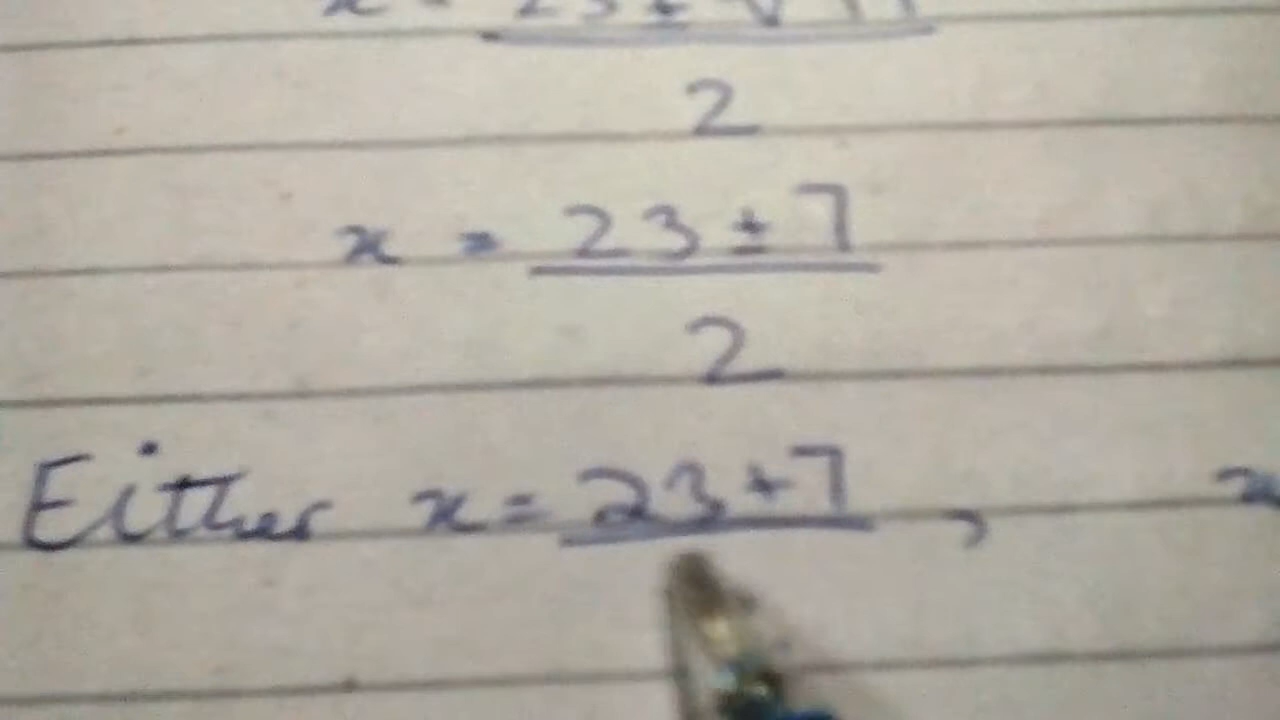 2
x = 23 ± 7
2
Either x = 23 + 7 , x